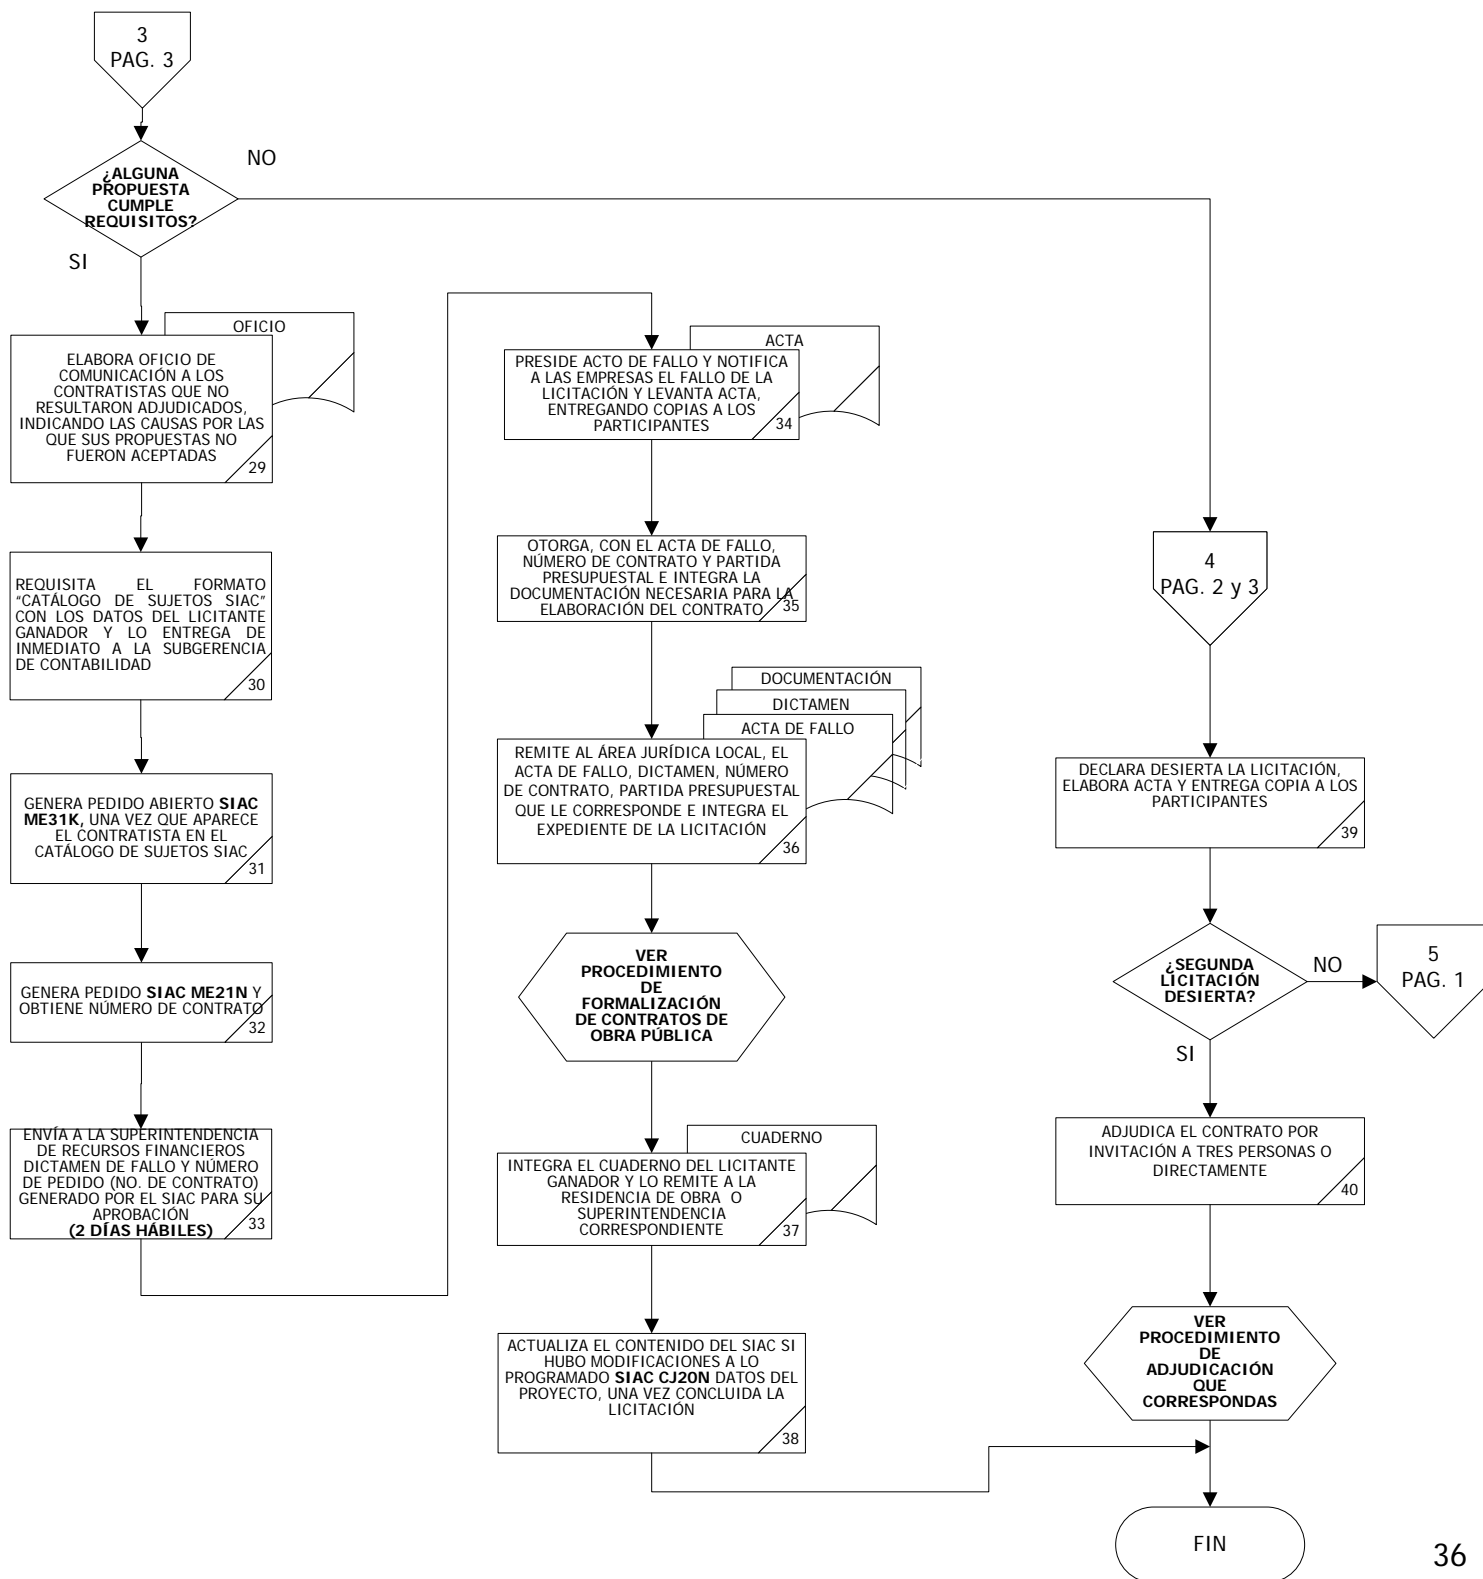 3
PAG. 3
¿ALGUNA
PROPUESTA
CUMPLE
REQUISITOS?
NO
SI
OFICIO
ELABORA OFICIO DE
COMUNICACIÓN A LOS
CONTRATISTAS QUE NO
RESULTARON ADJUDICADOS,
INDICANDO LAS CAUSAS POR LAS
QUE SUS PROPUESTAS NO
FUERON ACEPTADAS
29
REQUISITA EL FORMATO
“CATÁLOGO DE SUJETOS SIAC”
CON LOS DATOS DEL LICITANTE
GANADOR Y LO ENTREGA DE
INMEDIATO A LA SUBGERENCIA
DE CONTABILIDAD
30
GENERA PEDIDO ABIERTO SIAC
ME31K, UNA VEZ QUE APARECE
EL CONTRATISTA EN EL
CATÁLOGO DE SUJETOS SIAC
31
GENERA PEDIDO SIAC ME21N Y
OBTIENE NÚMERO DE CONTRATO
32
ENVÍA A LA SUPERINTENDENCIA
DE RECURSOS FINANCIEROS
DICTAMEN DE FALLO Y NÚMERO
DE PEDIDO (NO. DE CONTRATO)
GENERADO POR EL SIAC PARA SU
APROBACIÓN
(2 DÍAS HÁBILES)
33
ACTA
PRESIDE ACTO DE FALLO Y NOTIFICA
A LAS EMPRESAS EL FALLO DE LA
LICITACIÓN Y LEVANTA ACTA,
ENTREGANDO COPIAS A LOS
PARTICIPANTES
34
OTORGA, CON EL ACTA DE FALLO,
NÚMERO DE CONTRATO Y PARTIDA
PRESUPUESTAL E INTEGRA LA
DOCUMENTACIÓN NECESARIA PARA LA
ELABORACIÓN DEL CONTRATO
35
DOCUMENTACIÓN
DICTAMEN
ACTA DE FALLO
REMITE AL ÁREA JURÍDICA LOCAL, EL
ACTA DE FALLO, DICTAMEN, NÚMERO
DE CONTRATO, PARTIDA PRESUPUESTAL
QUE LE CORRESPONDE E INTEGRA EL
EXPEDIENTE DE LA LICITACIÓN
36
VER
PROCEDIMIENTO
DE
FORMALIZACIÓN
DE CONTRATOS DE
OBRA PÚBLICA
CUADERNO
INTEGRA EL CUADERNO DEL LICITANTE
GANADOR Y LO REMITE A LA
RESIDENCIA DE OBRA O
SUPERINTENDENCIA
CORRESPONDIENTE
37
ACTUALIZA EL CONTENIDO DEL SIAC SI
HUBO MODIFICACIONES A LO
PROGRAMADO SIAC CJ20N DATOS DEL
PROYECTO, UNA VEZ CONCLUIDA LA
LICITACIÓN
38
4
PAG. 2 y 3
DECLARA DESIERTA LA LICITACIÓN,
ELABORA ACTA Y ENTREGA COPIA A LOS
PARTICIPANTES
39
¿SEGUNDA
LICITACIÓN
DESIERTA?
NO
5
PAG. 1
SI
ADJUDICA EL CONTRATO POR
INVITACIÓN A TRES PERSONAS O
DIRECTAMENTE
40
VER
PROCEDIMIENTO
DE
ADJUDICACIÓN
QUE
CORRESPONDAS
FIN
36